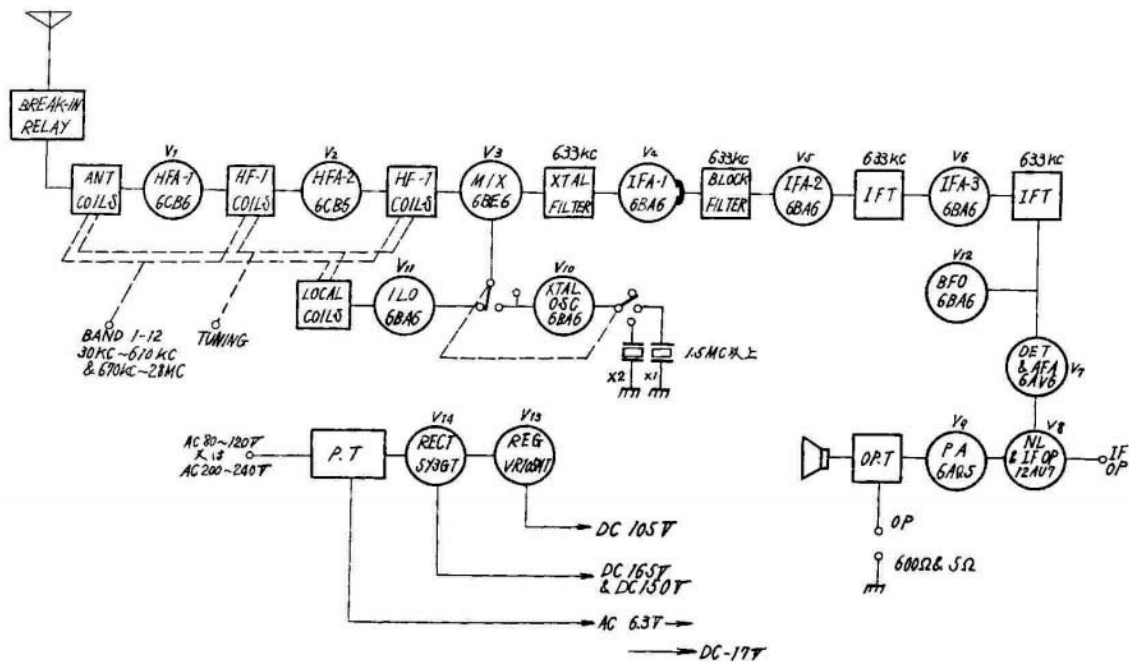 BREAK-IN
RELAY
ANT
COILS
V1
HFA-1
6CB6
HF-1
COILS
V2
HFA-2
6CB6
HF-1
COILS
V3
MIX
6BE6
633KC
XTAL
FILTER
V4
IFA-1
6BA6
633KC
BLOCK
FILTER
V5
IFA-2
6BA6
633KC
IFT
V6
IFA-3
6BA6
633KC
IFT
LOCAL
COILS
V11
1LO
6BA6
V10
XTAL
OSC
6BA6
V12
BFO
6BA6
BAND 1-12
30KC~610KC
& 670KC~28MC
TUNING
X2
X1
1.5MC以上
DET
& AFA
6AV6
V7
AC 80~120V
又は
AC 200~240V
P.T
V14
RECT
5Y3GT
V13
REG
VR105MT
OP.T
V9
PA
6AQ5
V8
NL
& IF OP
12AU7
IF
OP
DC 105V
OP
600Ω & 5Ω
DC 165V
& DC 150V
AC 6.3V
DC-17V